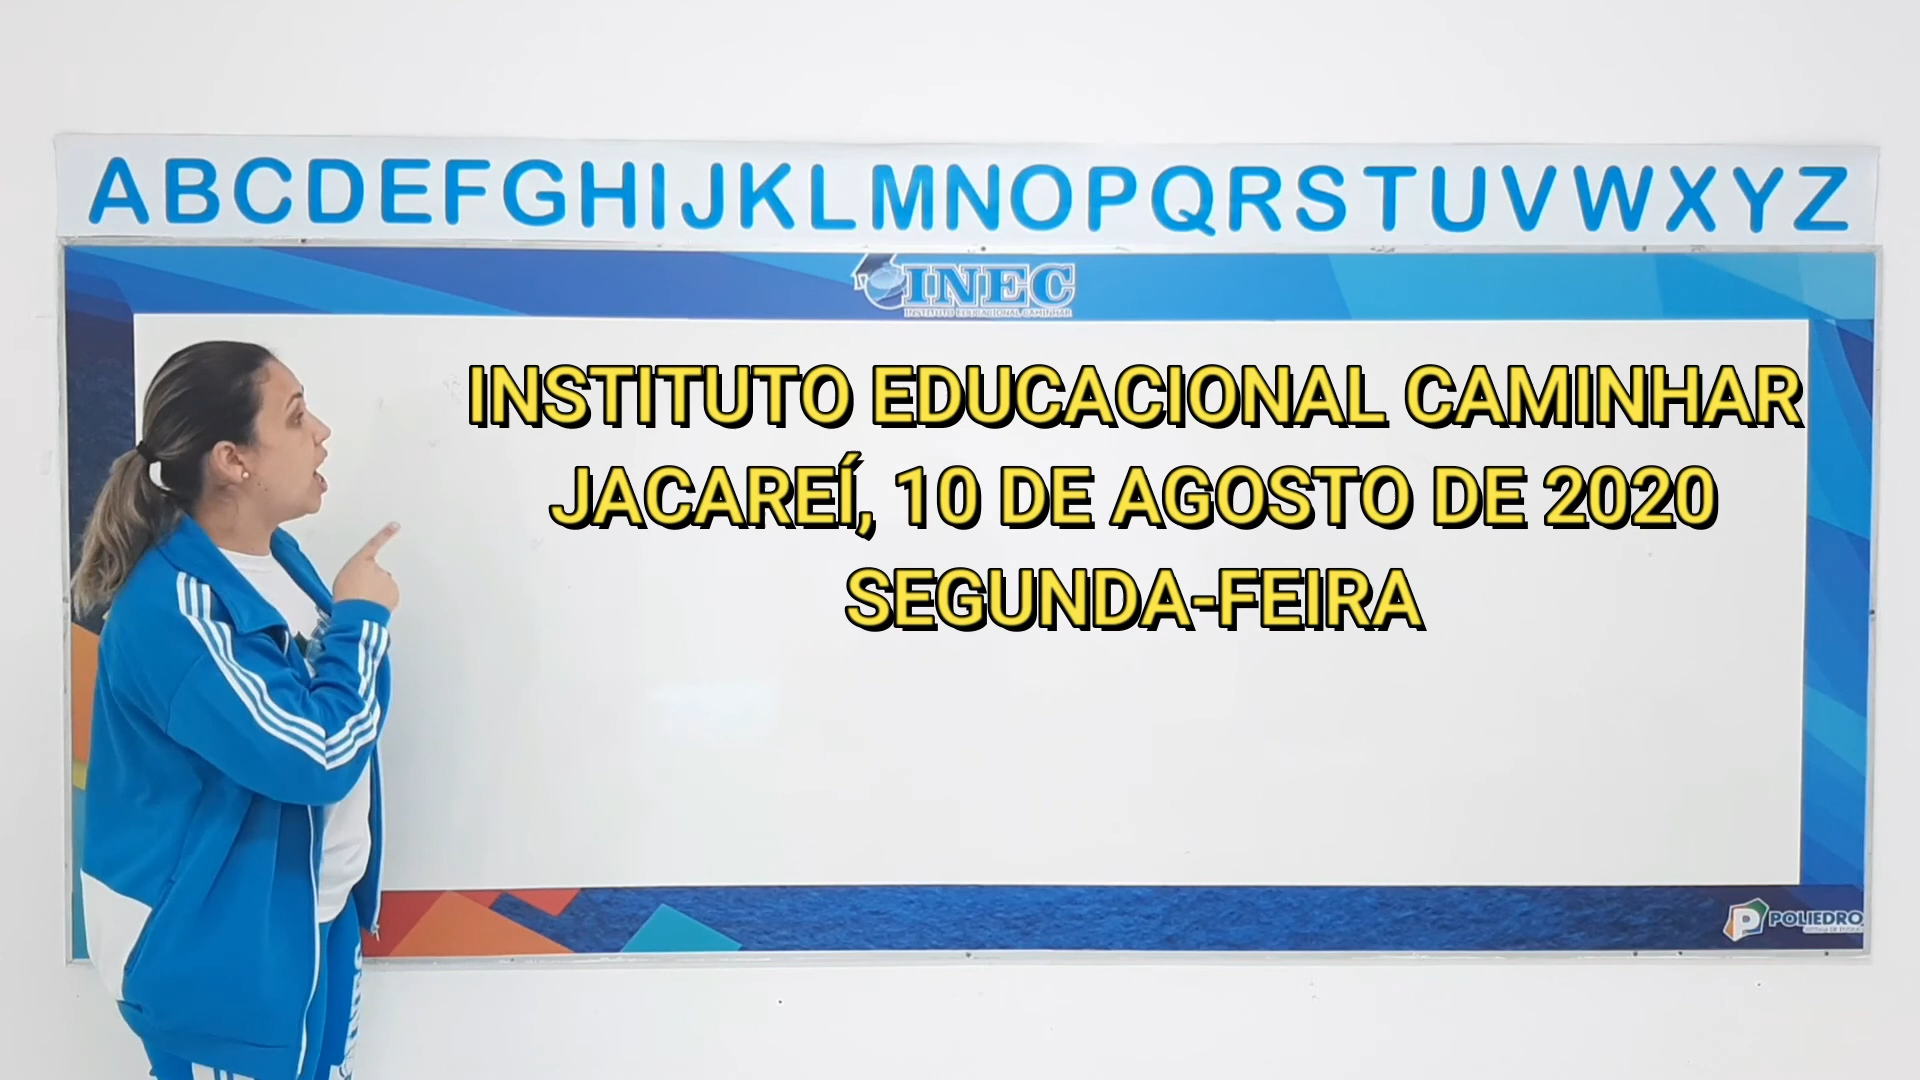 ABCDEFGHIJKLMNOPQRSTUVWXYZ
INEC
INSTITUTO EDUCACIONAL CAMINHAR
INSTITUTO EDUCACIONAL CAMINHAR
JACAREÍ, 10 DE AGOSTO DE 2020
SEGUNDA-FEIRA
POLIEDRO